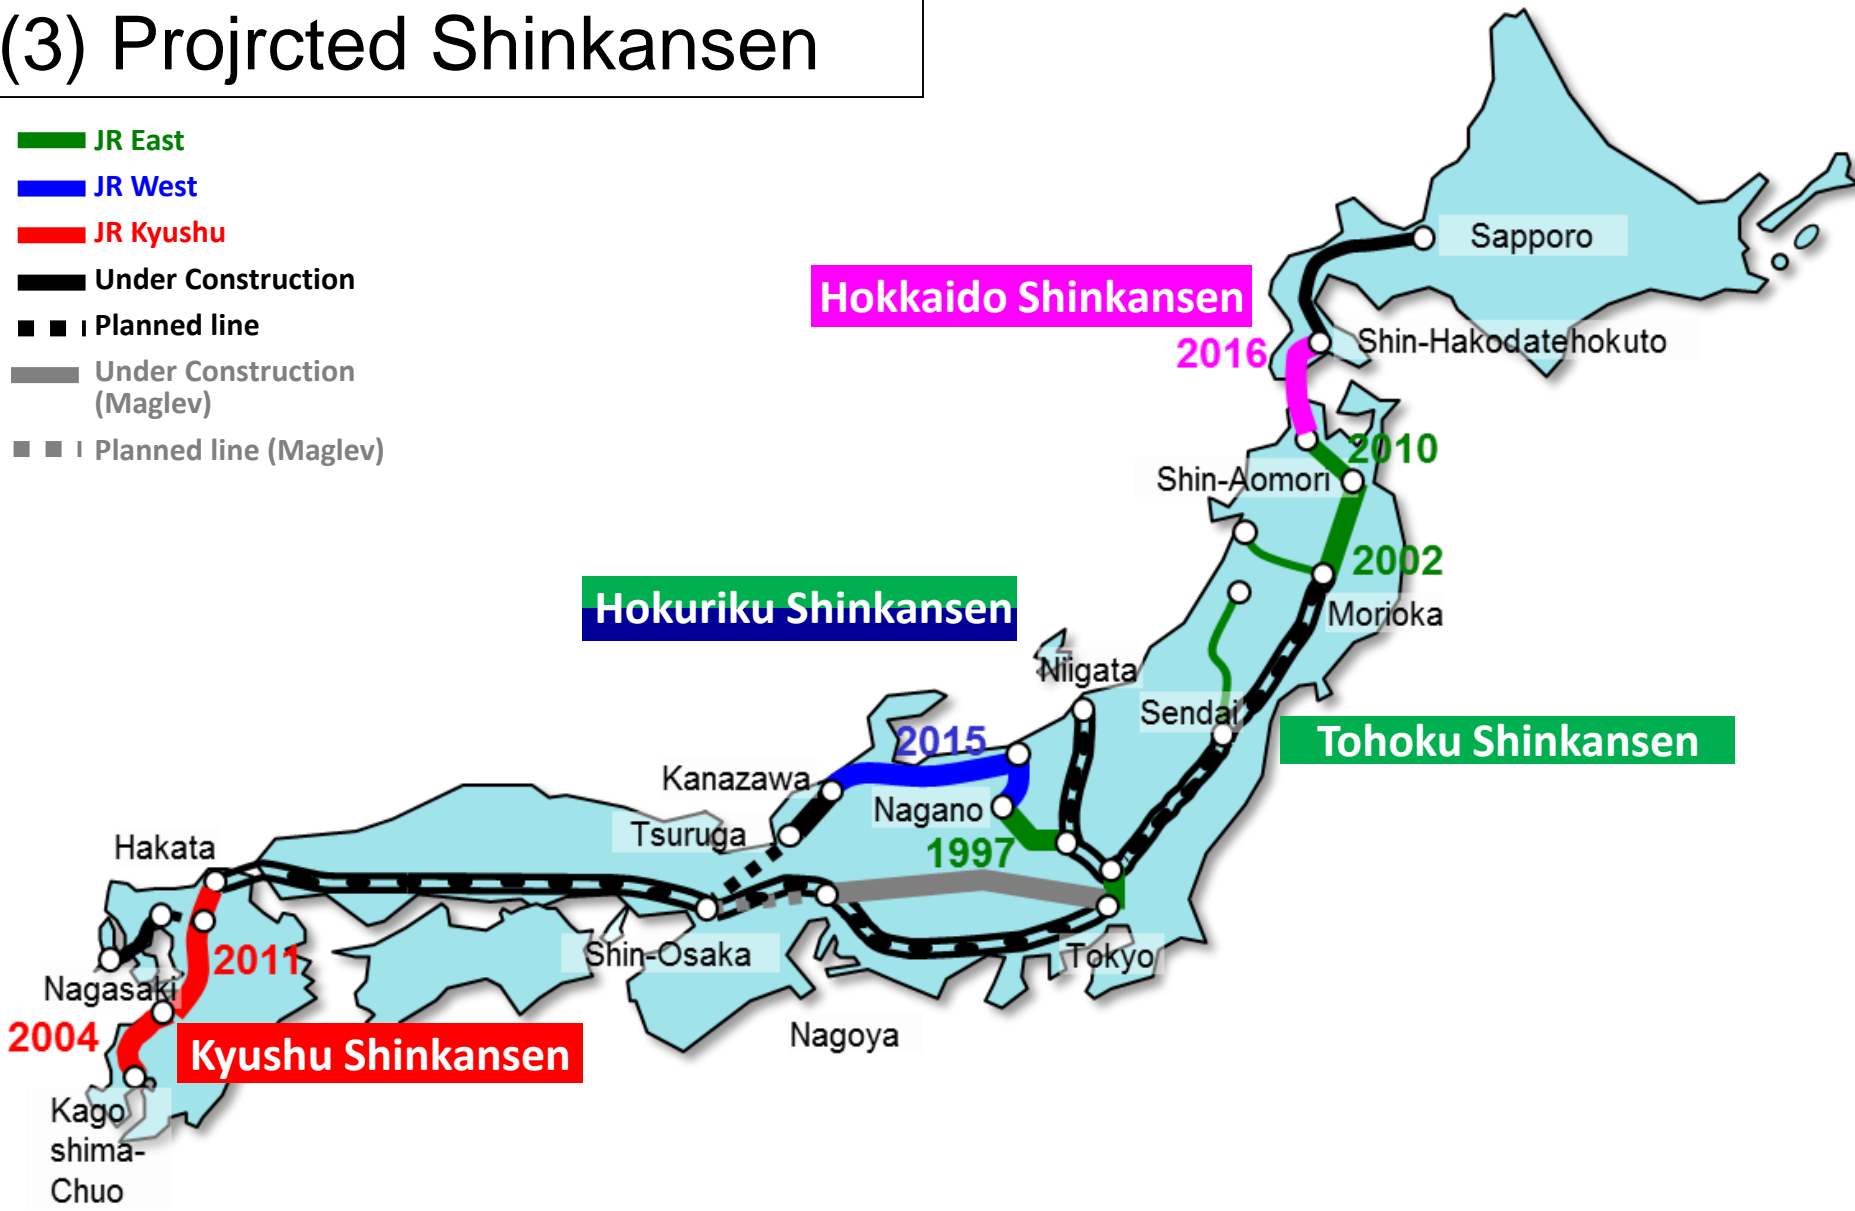 (3) Projrcted Shinkansen
JR East
JR West
JR Kyushu
Under Construction
Planned line
Under Construction
(Maglev)
Planned line (Maglev)
Sapporo
Hokkaido Shinkansen
2016
Shin-Hakodatehokuto
2010
Shin-Aomori
2002
Hokuriku Shinkansen
Morioka
Niigata
Sendai
Tohoku Shinkansen
2015
Kanazawa
Nagano
Tsuruga
1997
Hakata
Shin-Osaka
Tokyo
2011
Nagasaki
2004
Nagoya
Kyushu Shinkansen
Kago
shima-
Chuo